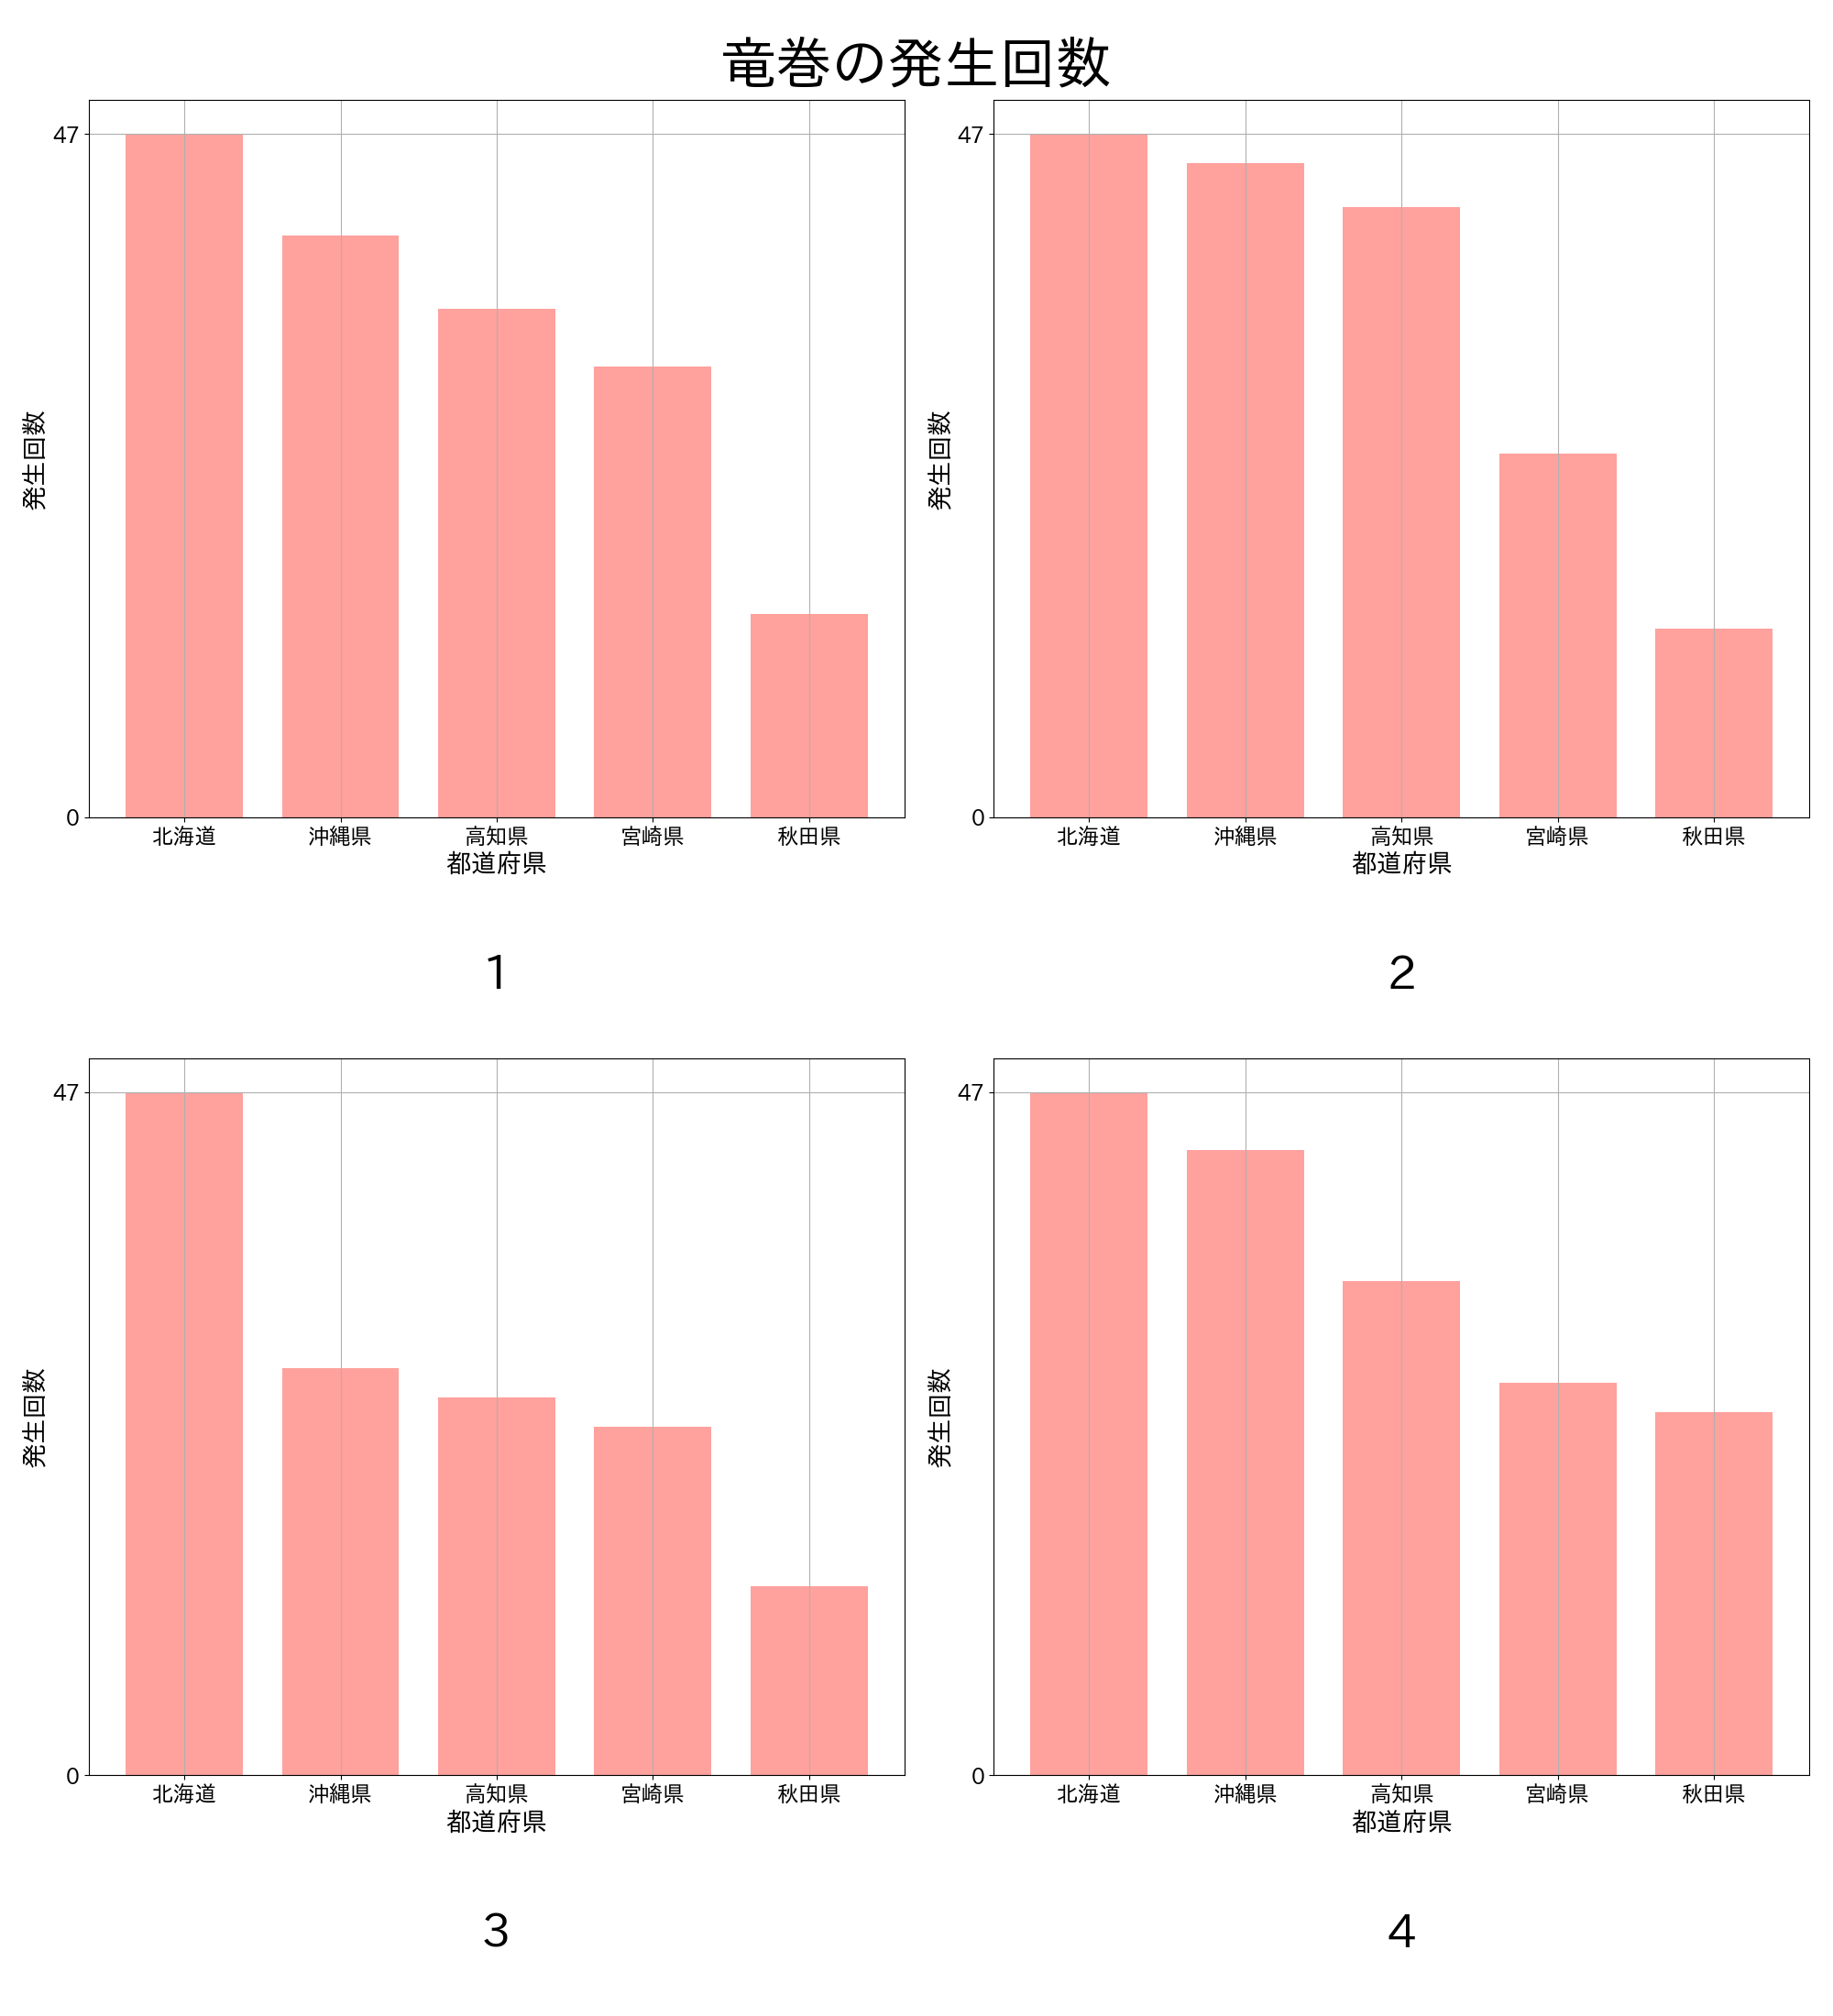 竜巻の発生回数
47
発生回数
0
北海道 沖縄県 高知県 宮崎県 秋田県
都道府県
1
47
発生回数
0
北海道 沖縄県 高知県 宮崎県 秋田県
都道府県
2
47
発生回数
0
北海道 沖縄県 高知県 宮崎県 秋田県
都道府県
3
47
発生回数
0
北海道 沖縄県 高知県 宮崎県 秋田県
都道府県
4